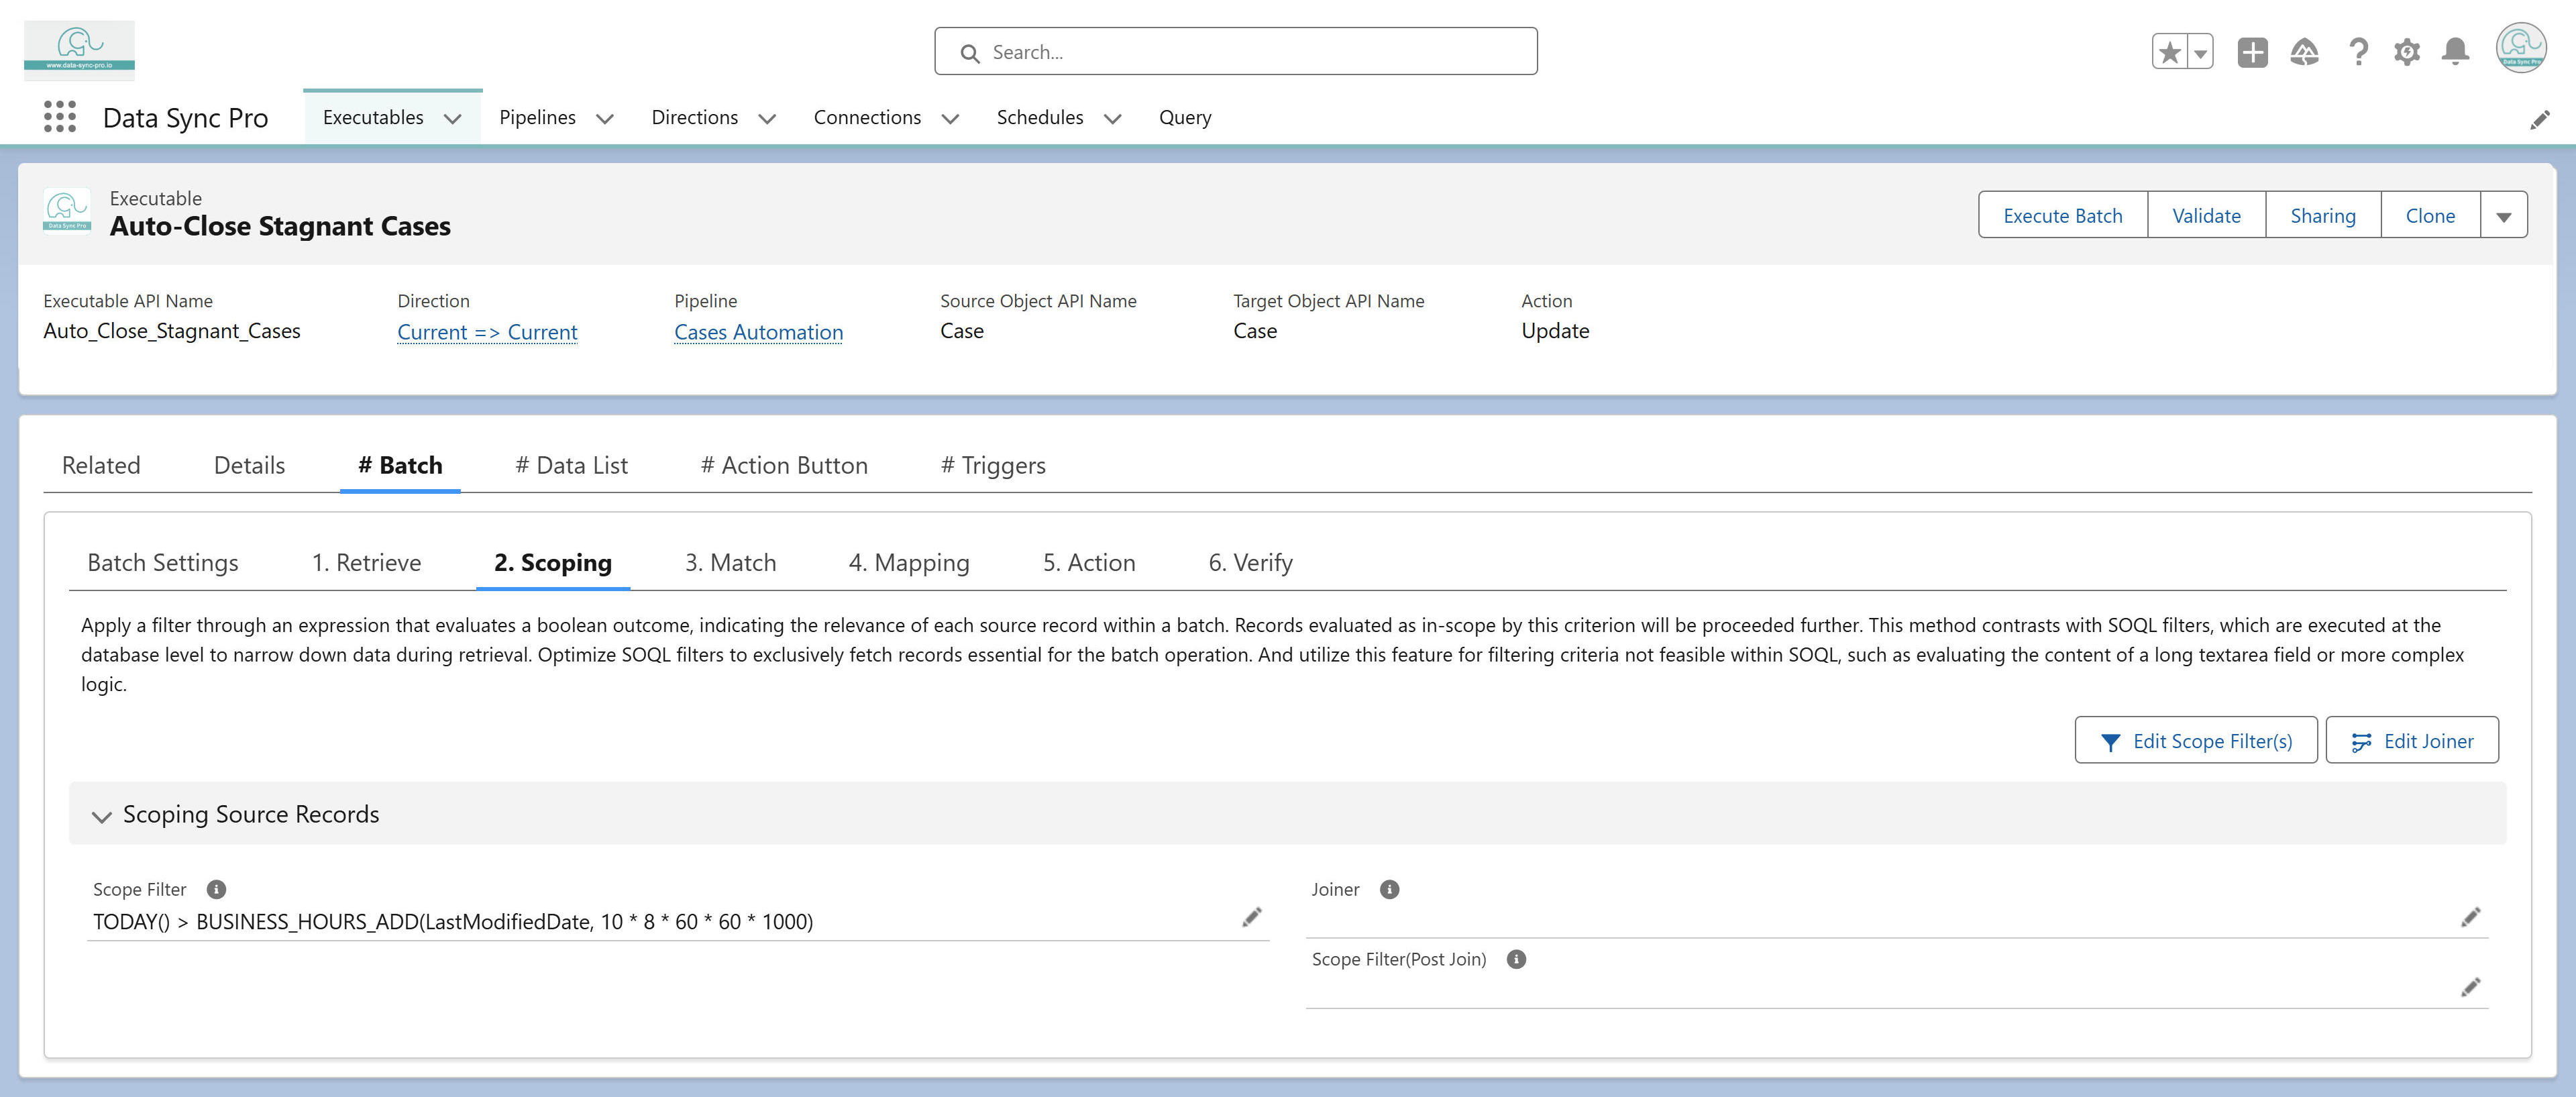 www.data-sync-pro.io
Search...
Data Sync Pro
Data Sync Pro
Executables
Pipelines
Directions
Connections
Schedules
Query
Data Sync Pro
Executable
Auto-Close Stagnant Cases
Execute Batch
Validate
Sharing
Clone
Executable API Name
Direction
Pipeline
Source Object API Name
Target Object API Name
Action
Auto_Close_Stagnant_Cases
Current => Current
Cases Automation
Case
Case
Update
Related
Details
# Batch
# Data List
# Action Button
# Triggers
Batch Settings
1. Retrieve
2. Scoping
3. Match
4. Mapping
5. Action
6. Verify
Apply a filter through an expression that evaluates a boolean outcome, indicating the relevance of each source record within a batch. Records evaluated as in-scope by this criterion will be proceeded further. This method contrasts with SOQL filters, which are executed at the
database level to narrow down data during retrieval. Optimize SOQL filters to exclusively fetch records essential for the batch operation. And utilize this feature for filtering criteria not feasible within SOQL, such as evaluating the content of a long textarea field or more complex
logic.
Edit Scope Filter(s)
Edit Joiner
Scoping Source Records
Scope Filter
TODAY() > BUSINESS_HOURS_ADD(LastModifiedDate, 10 * 8 * 60 * 60 * 1000)
Joiner
Scope Filter(Post Join)